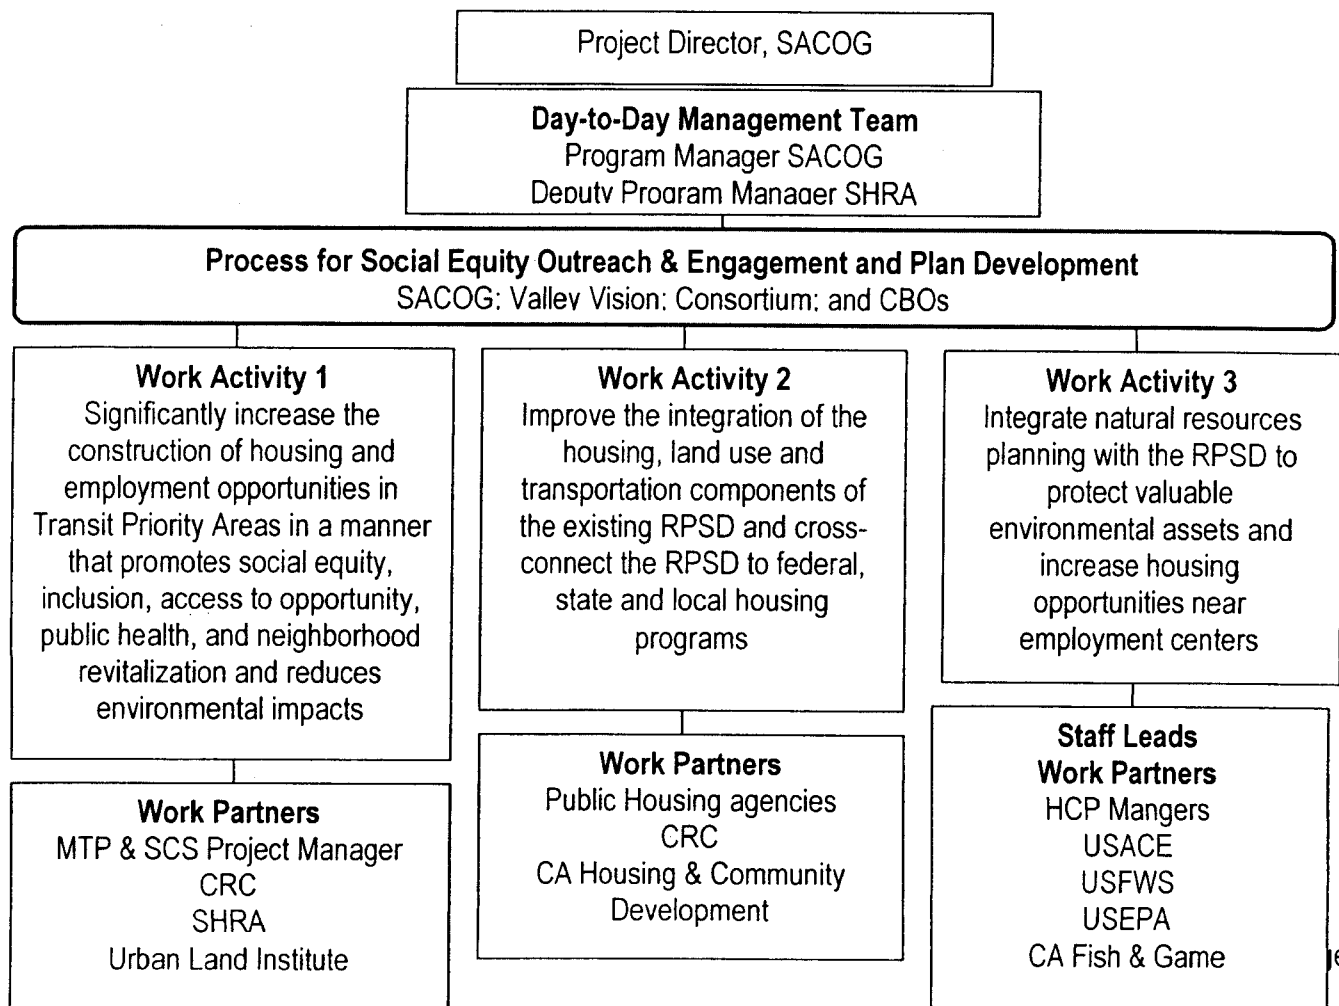 Project Director, SACOG
Day-to-Day Management Team
Program Manager SACOG
Deputy Program Manager SHRA
Process for Social Equity Outreach & Engagement and Plan Development
SACOG; Valley Vision; Consortium; and CBOs
Work Activity 1
Significantly increase the
construction of housing and
employment opportunities in
Transit Priority Areas in a manner
that promotes social equity,
inclusion, access to opportunity,
public health, and neighborhood
revitalization and reduces
environmental impacts
Work Partners
MTP & SCS Project Manager
CRC
SHRA
Urban Land Institute
Work Activity 2
Improve the integration of the
housing, land use and
transportation components of
the existing RPSD and cross-
connect the RPSD to federal,
state and local housing
programs
Work Partners
Public Housing agencies
CRC
CA Housing & Community
Development
Work Activity 3
Integrate natural resources
planning with the RPSD to
protect valuable
environmental assets and
increase housing
opportunities near
employment centers
Staff Leads
Work Partners
HCP Mangers
USACE
USFWS
USEPA
CA Fish & Game